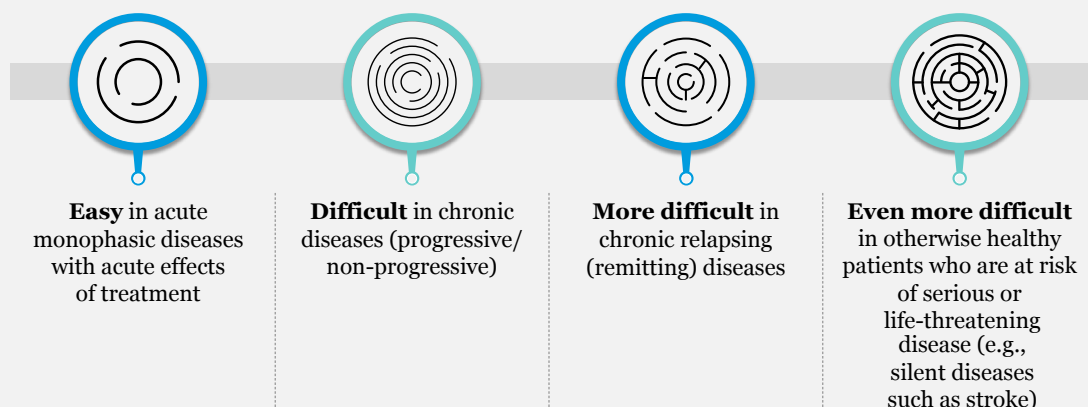 Easy in acute
monophasic diseases
with acute effects
of treatment
Difficult in chronic
diseases (progressive/
non-progressive)
More difficult in
chronic relapsing
(remitting) diseases
Even more difficult
in otherwise healthy
patients who are at risk
of serious or
life-threatening
disease (e.g.,
silent diseases
such as stroke)